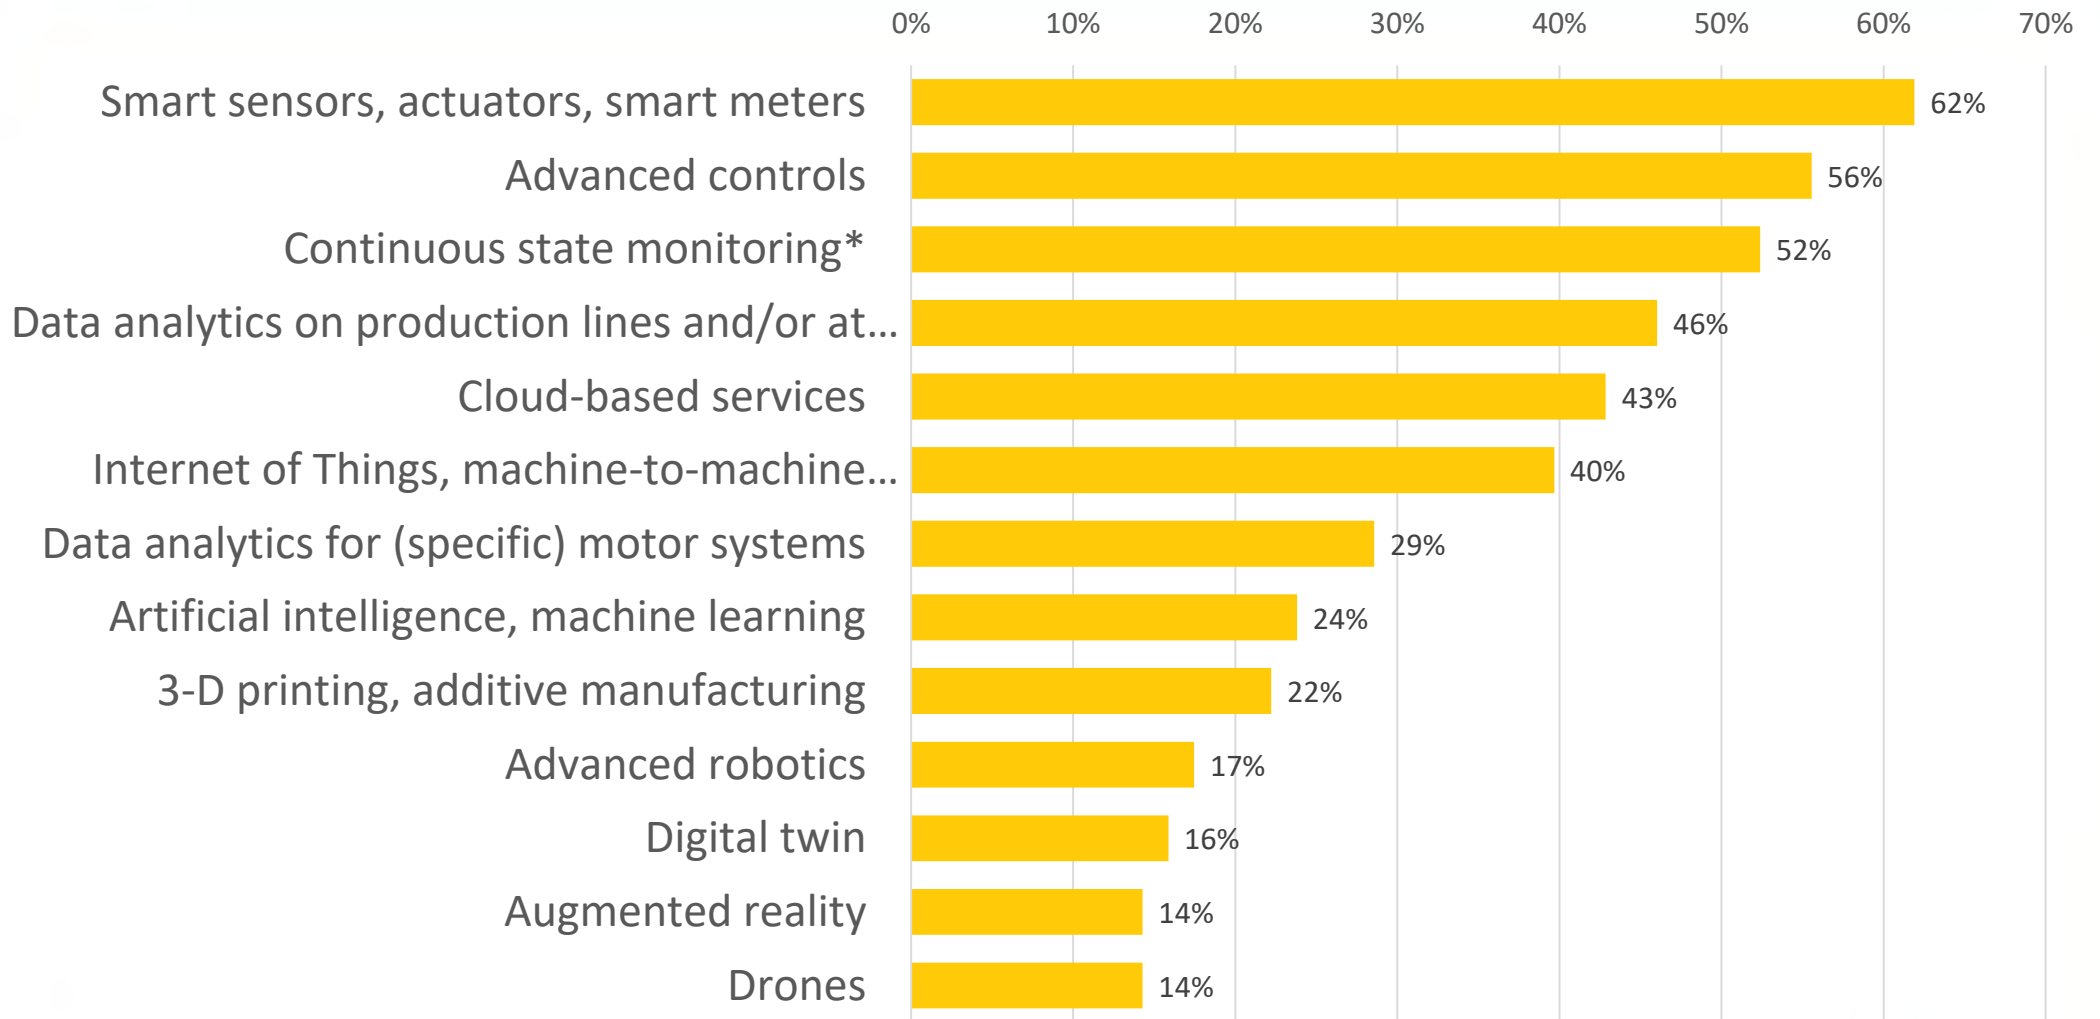 0% 10% 20% 30% 40% 50% 60% 70%
Smart sensors, actuators, smart meters 62%
Advanced controls 56%
Continuous state monitoring* 52%
Data analytics on production lines and/or at... 46%
Cloud-based services 43%
Internet of Things, machine-to-machine... 40%
Data analytics for (specific) motor systems 29%
Artificial intelligence, machine learning 24%
3-D printing, additive manufacturing 22%
Advanced robotics 17%
Digital twin 16%
Augmented reality 14%
Drones 14%